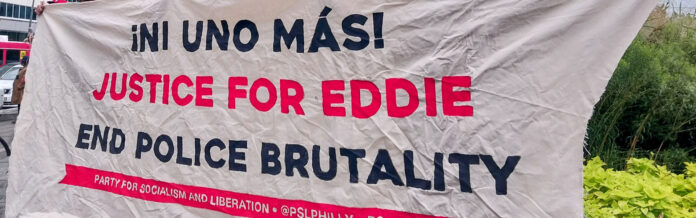 ¡NI UNO MÁS!
JUSTICE FOR EDDIE
END POLICE BRUTALITY
PARTY FOR SOCIALISM AND LIBERATION • @PSLPHILLY